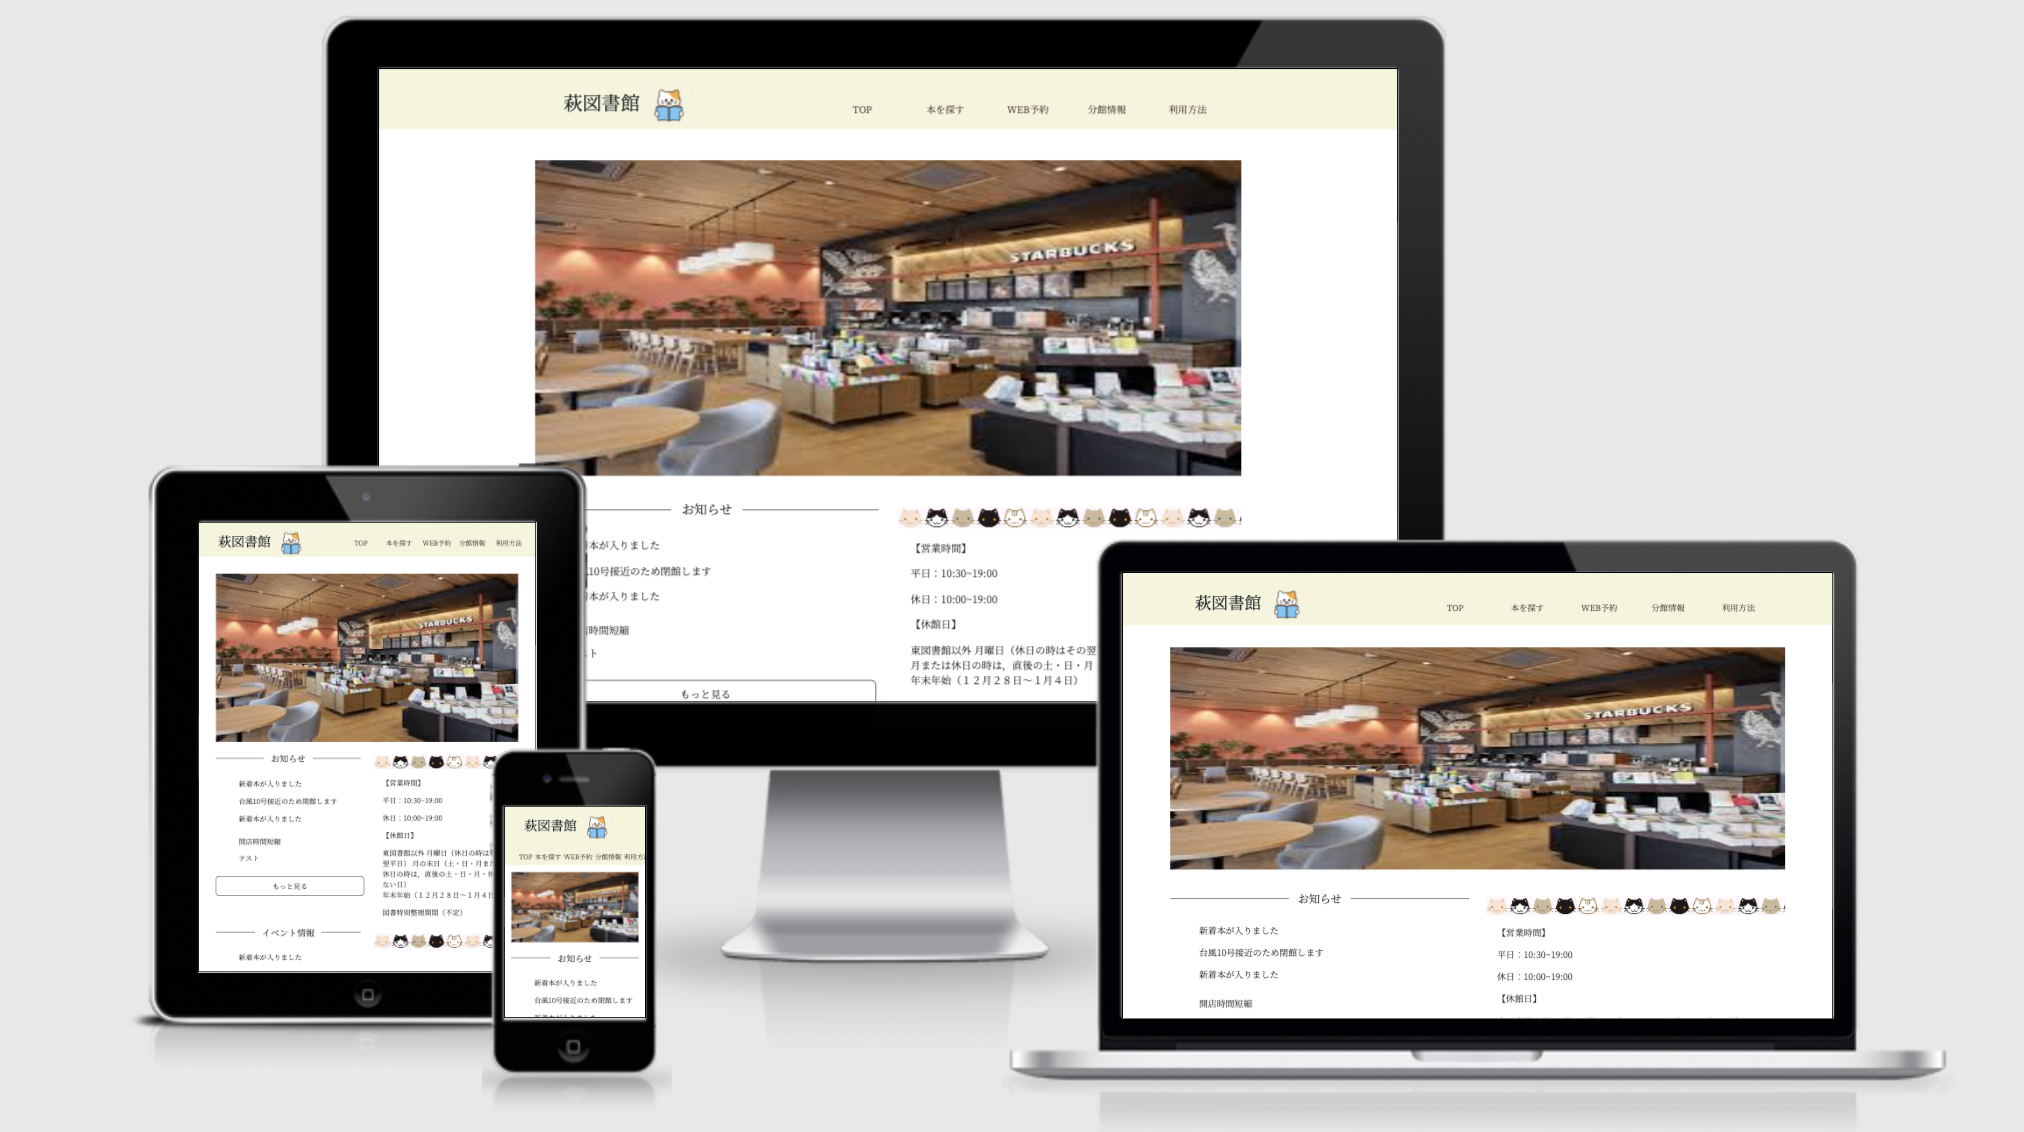 萩図書館
TOP 本を探す WEB予約 分館情報 利用方法
STARBUCKS
お知らせ
本が入りました
10号接近のため閉館します
本が入りました
時間短縮
ト
もっと見る
【営業時間】
平日：10:30~19:00
休日：10:00~19:00
【休館日】
東図書館以外 月曜日（休日の時はその翌
月または休日の時は，直後の土・日・月
年末年始（１２月２８日〜１月４日）
萩図書館
TOP 本を探す WEB予約 分館情報 利用方法
STARBUCKS
お知らせ
新着本が入りました
台風10号接近のため閉館します
新着本が入りました
開店時間短縮
テスト
もっと見る
イベント情報
新着本が入りました
【営業時間】
平日：10:30~19:00
休日：10:00~19:00
【休館日】
東図書館以外 月曜日（休日の時は
翌平日） 月の末日（土・日・月また
休日の時は，直後の土・日・月・休
ない日）
年末年始（１２月２８日〜１月４日
図書特別整理期間（不定）
萩図書館
TOP 本を探す WEB予約 分館情報 利用方
お知らせ
新着本が入りました
台風10号接近のため閉館します
萩図書館
TOP 本を探す WEB予約 分館情報 利用方法
STARBUCKS
お知らせ
新着本が入りました
台風10号接近のため閉館します
新着本が入りました
開店時間短縮
【営業時間】
平日：10:30~19:00
休日：10:00~19:00
【休館日】